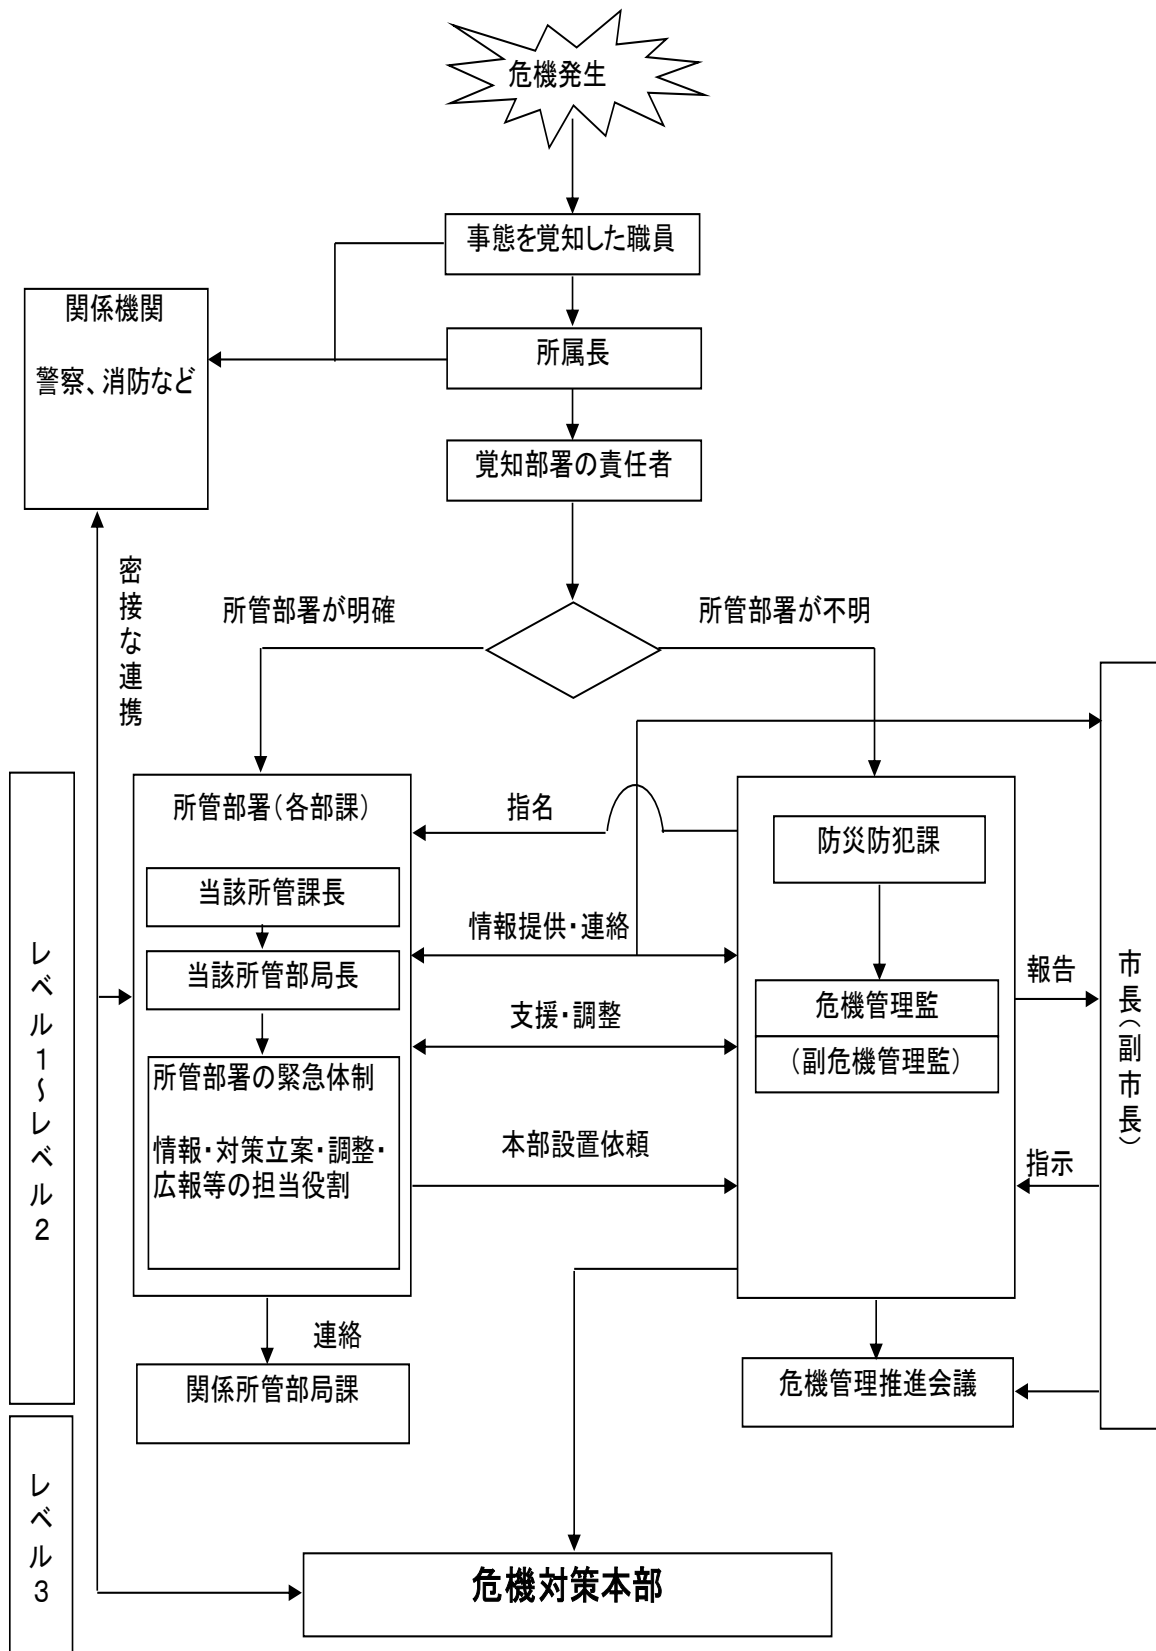 危機発生
事態を覚知した職員
関係機関
警察、消防など
所属長
覚知部署の責任者
密接な連携
所管部署が明確
所管部署が不明
所管部署（各部課）
指名
防災防犯課
当該所管課長
情報提供・連絡
当該所管部局長
支援・調整
危機管理監
（副危機管理監）
報告
市長（副市長）
所管部署の緊急体制
情報・対策立案・調整・
広報等の担当役割
本部設置依頼
指示
レベル１～レベル２
連絡
関係所管部局課
危機管理推進会議
レベル３
危機対策本部